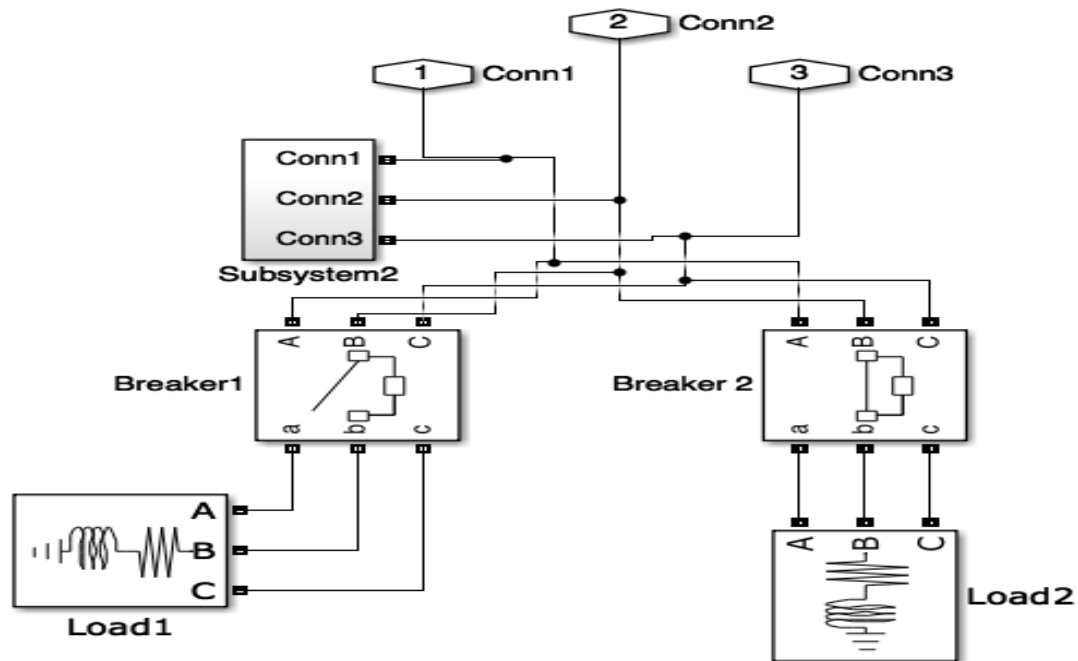 2 Conn2
1 Conn1
3 Conn3
Conn1
Conn2
Conn3
Subsystem2
A B C
Breaker1
a b c
A B C
Breaker 2
a b c
A
B
C
Load1
A B C
Load2